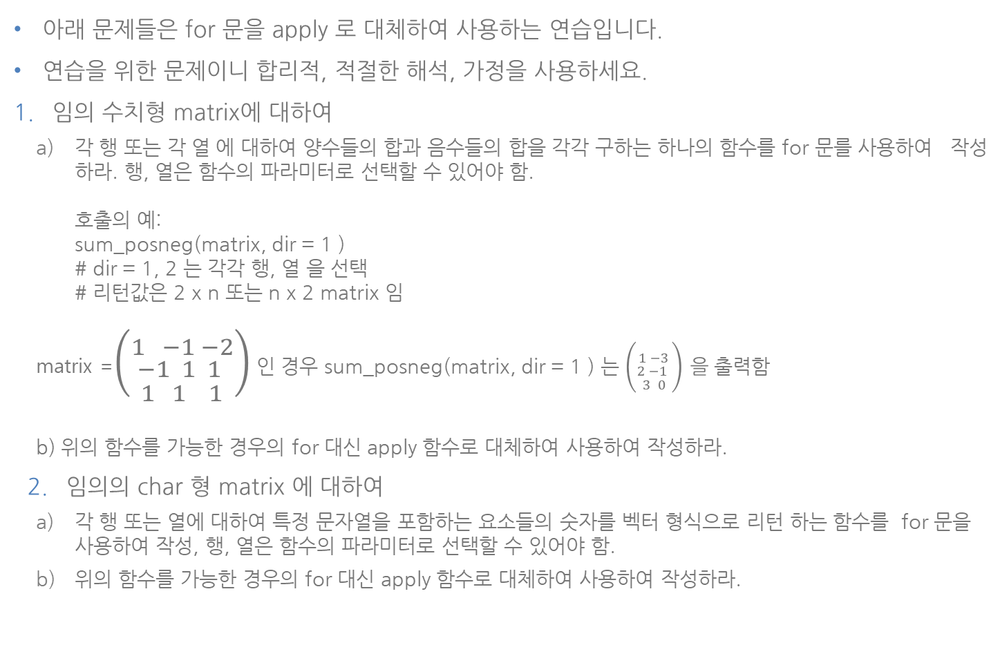 • 아래 문제들은 for 문을 apply 로 대체하여 사용하는 연습입니다.
• 연습을 위한 문제이니 합리적, 적절한 해석, 가정을 사용하세요.
1. 임의 수치형 matrix에 대하여
a) 각 행 또는 각 열 에 대하여 양수들의 합과 음수들의 합을 각각 구하는 하나의 함수를 for 문를 사용하여 작성
하라. 행, 열은 함수의 파라미터로 선택할 수 있어야 함.
호출의 예:
sum_posneg(matrix, dir = 1 )
# dir = 1, 2 는 각각 행, 열 을 선택
# 리턴값은 2 x n 또는 n x 2 matrix 임
1 −1 −2
−1 1 1
1 1 1
matrix = 인 경우 sum_posneg(matrix, dir = 1 ) 는 을 출력함
1 −3
2 −1
3 0
b) 위의 함수를 가능한 경우의 for 대신 apply 함수로 대체하여 사용하여 작성하라.
2. 임의의 char 형 matrix 에 대하여
a) 각 행 또는 열에 대하여 특정 문자열을 포함하는 요소들의 숫자를 벡터 형식으로 리턴 하는 함수를 for 문을
사용하여 작성, 행, 열은 함수의 파라미터로 선택할 수 있어야 함.
b) 위의 함수를 가능한 경우의 for 대신 apply 함수로 대체하여 사용하여 작성하라.